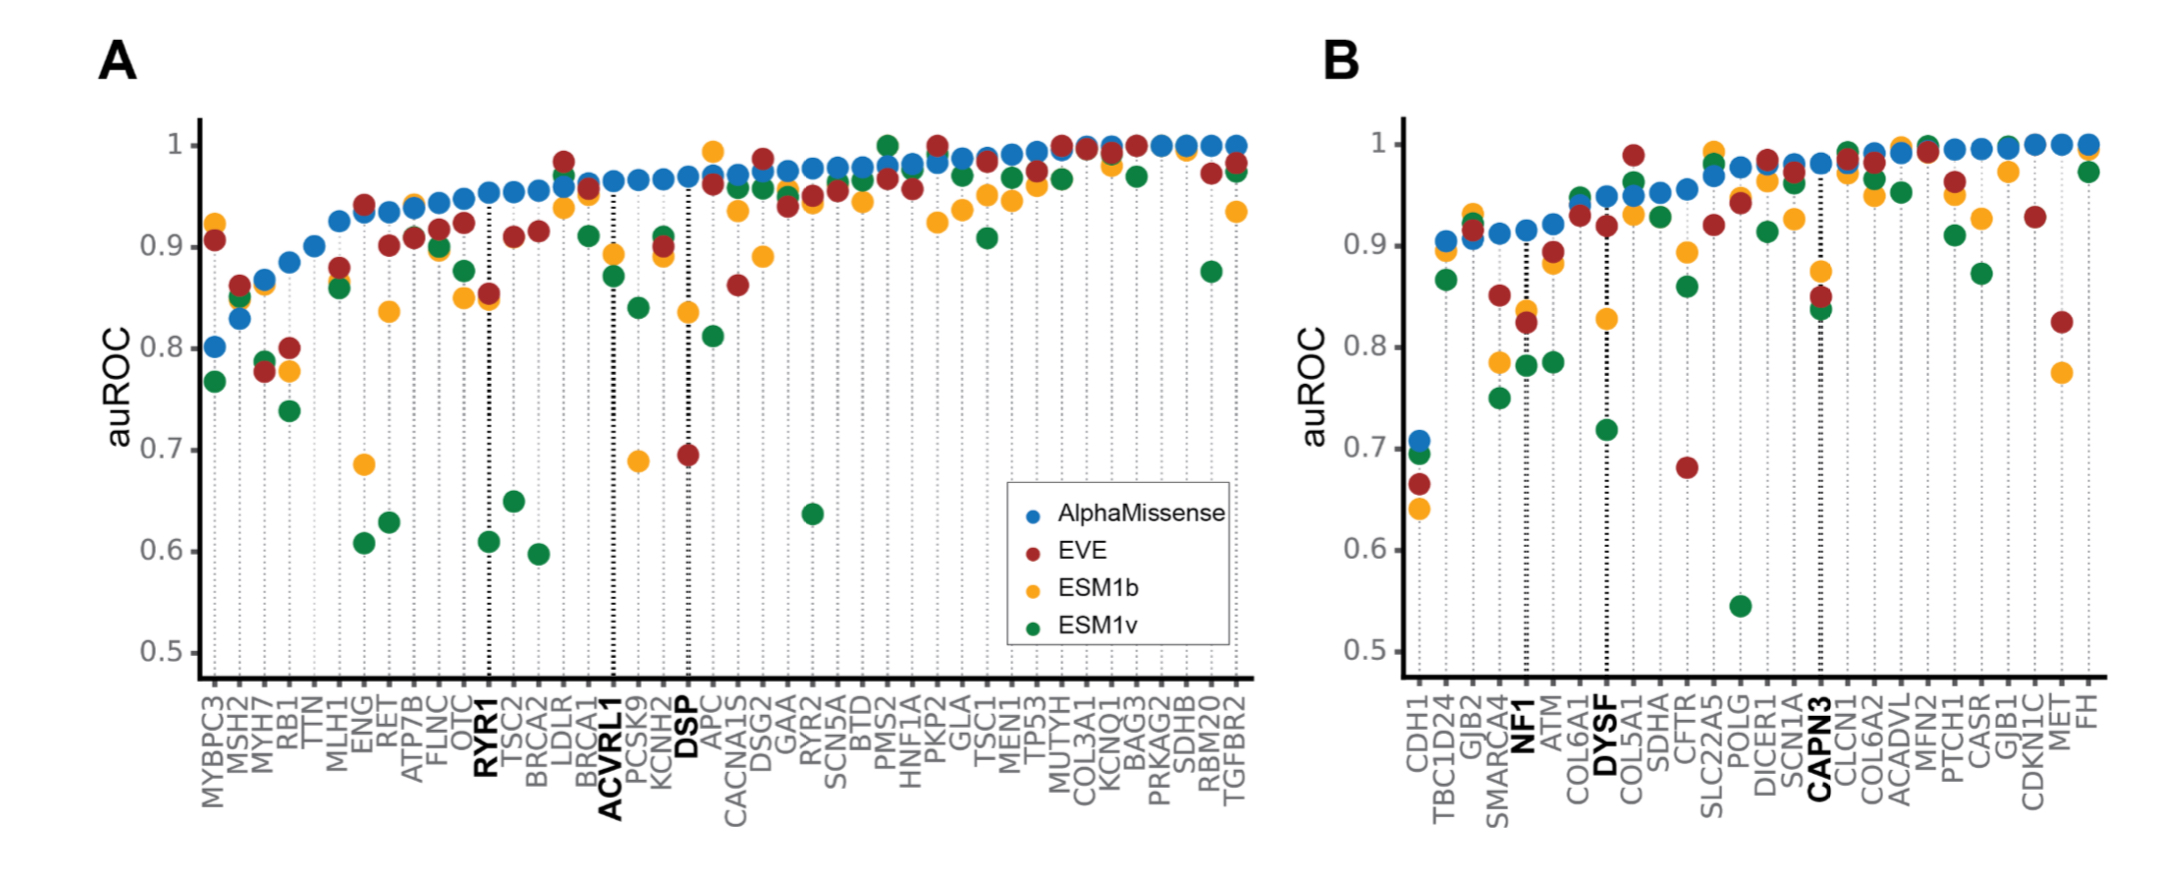 A
B
auROC
1
0.9
0.8
0.7
0.6
0.5
AlphaMissense
EVE
ESM1b
ESM1v
MYBPC3
MSH2
MYH7
RB1
TTN
MLH1
ENG
RET
ATP7B
FLNC
OTC
RYR1
TSC2
BRCA2
LDLR
BRCA1
ACVRL1
PCSK9
KCNH2
DSP
APC
CACNA1S
DSG2
GAA
RYR2
SCN5A
BTD
PMS2
HNF1A
PKP2
GLA
TSC1
MEN1
TP53
MUTYH
COL3A1
KCNQ1
BAG3
PRKAG2
SDHB
RBM20
TGFBR2
auROC
1
0.9
0.8
0.7
0.6
0.5
CDH1
TBC1D24
GJB2
SMARCA4
NF1
ATM
COL6A1
DYSF
COL5A1
SDHA
CFTR
SLC22A5
POLG
DICER1
SCN1A
CAPN3
CLCN1
COL6A2
ACADVL
MFN2
PTCH1
CASR
GJB1
CDKN1C
MET
FH